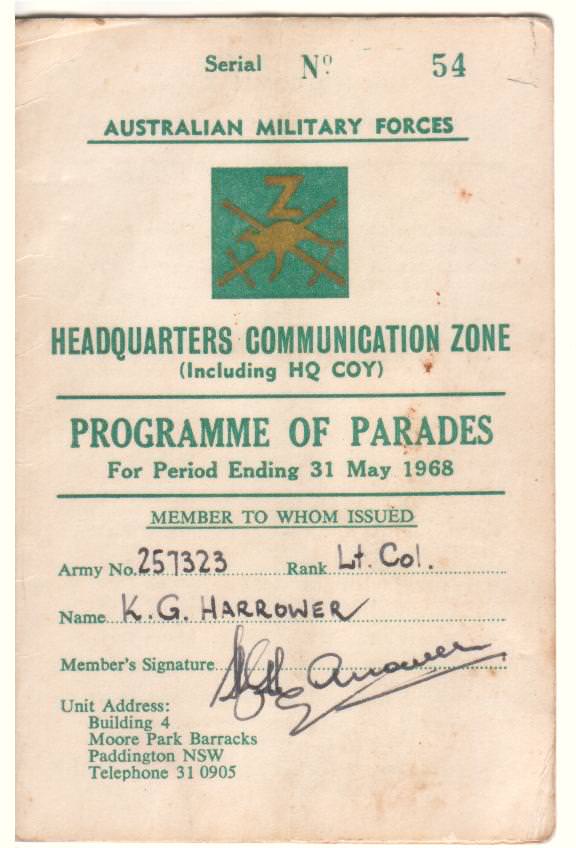 Serial Nº 54
AUSTRALIAN MILITARY FORCES
Z
HEADQUARTERS COMMUNICATION ZONE
(Including HQ COY)
PROGRAMME OF PARADES
For Period Ending 31 May 1968
MEMBER TO WHOM ISSUED
Army No. 257323 Rank Lt. Col.
Name K. G. HARROWER
Member's Signature
Unit Address:
Building 4
Moore Park Barracks
Paddington NSW
Telephone 31 0905